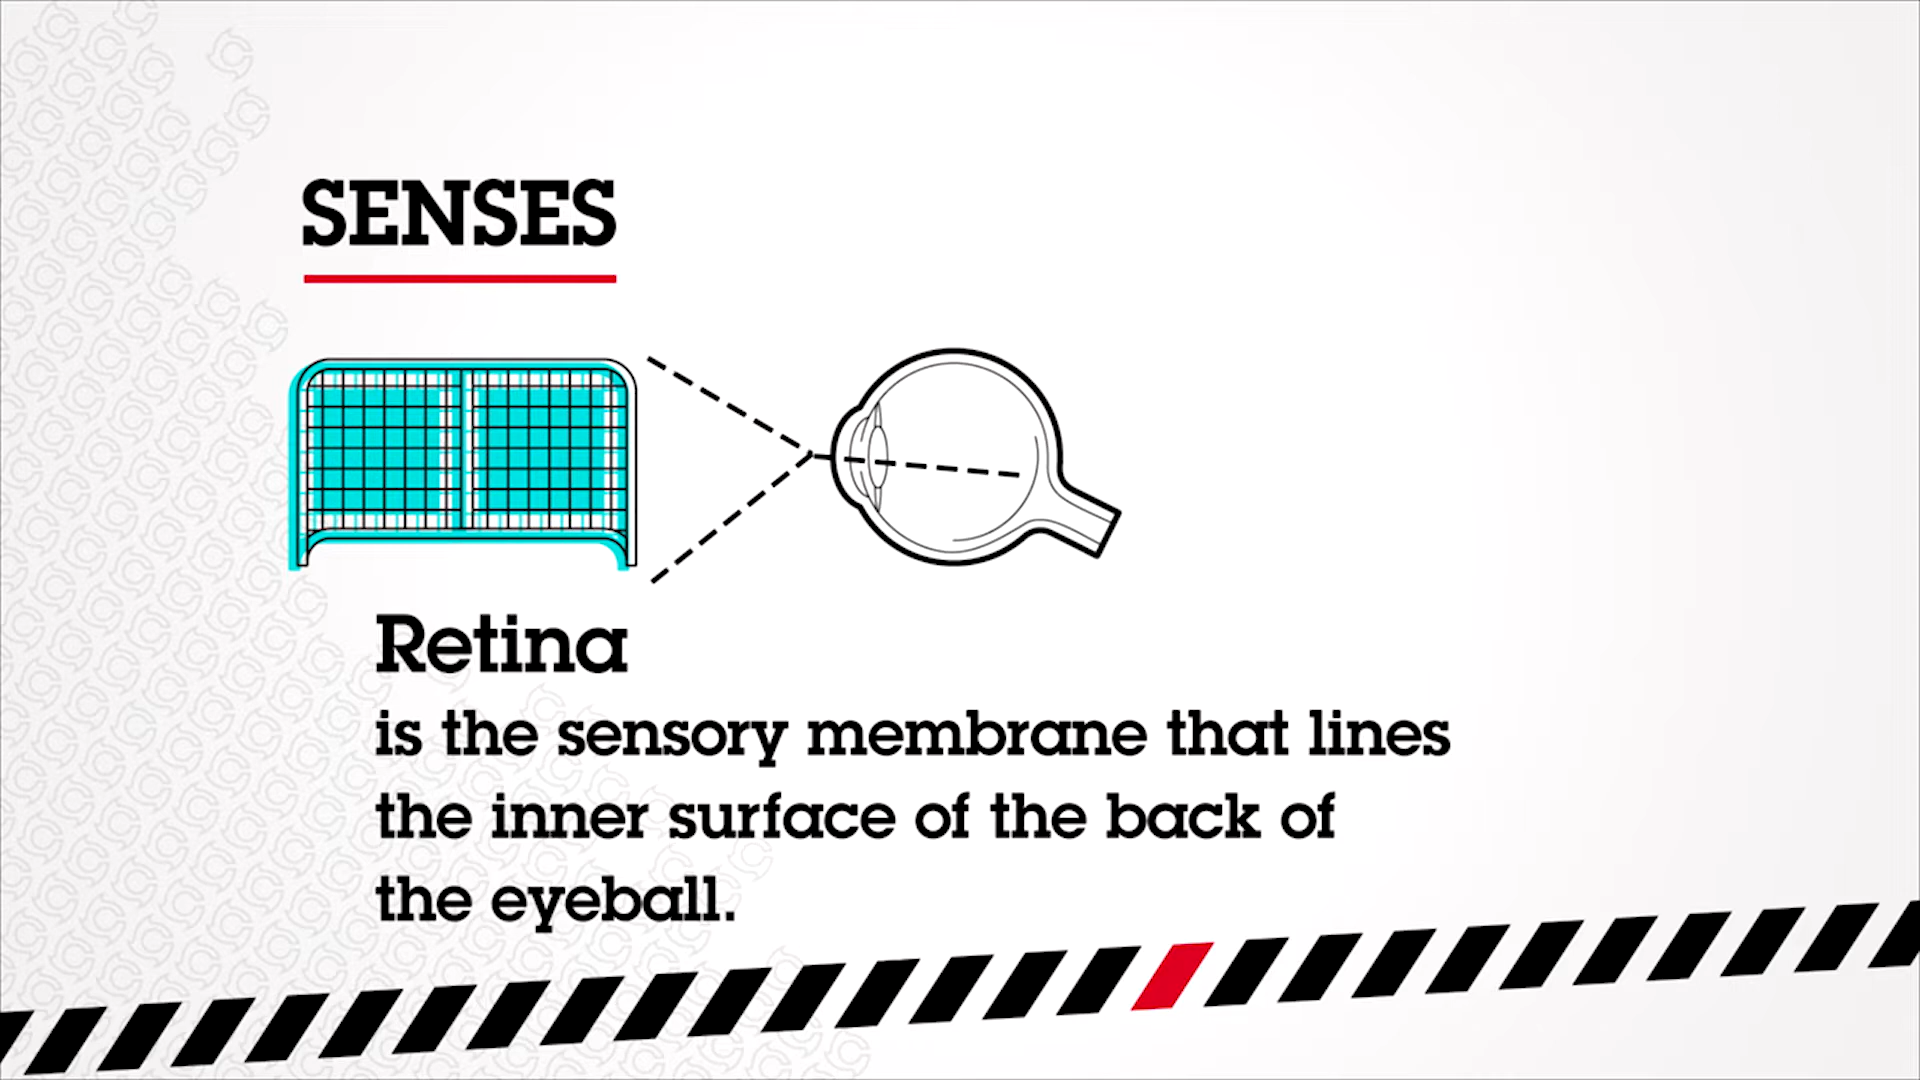 SENSES
Retina
is the sensory membrane that lines
the inner surface of the back of
the eyeball.